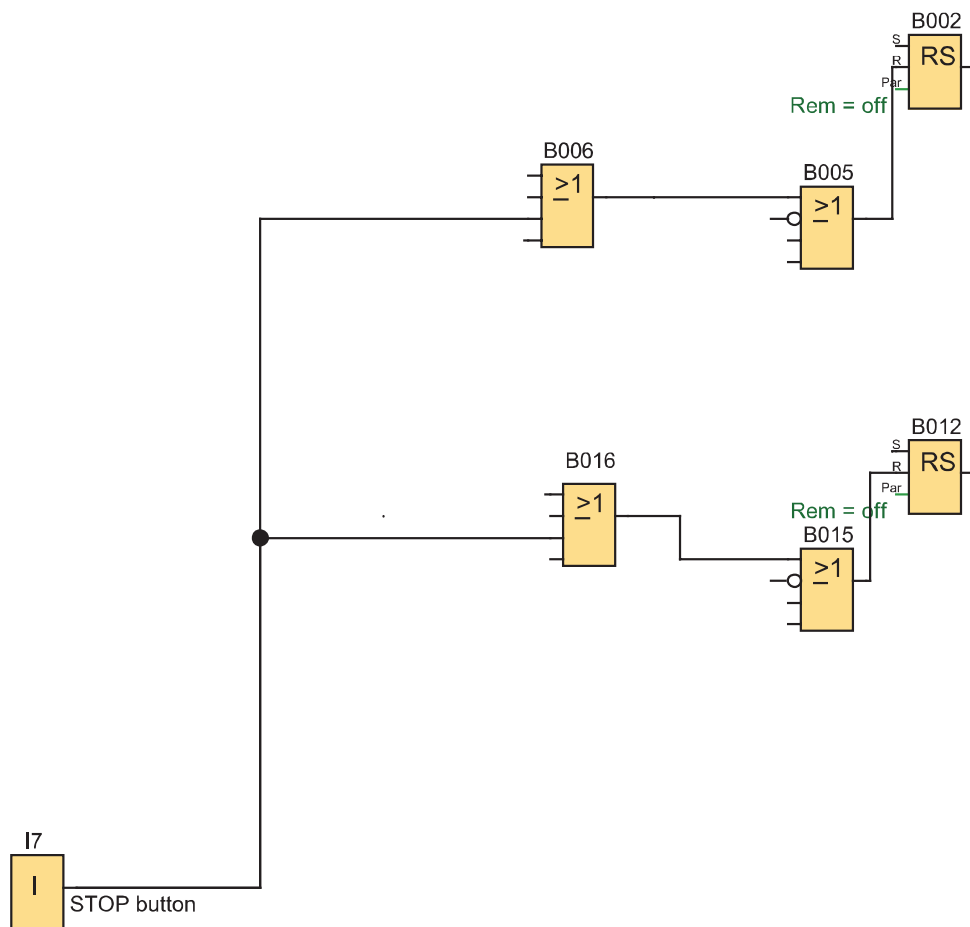 B002
S
RS
R
Par
Rem = off
B006
≥1
B005
≥1
B012
S
RS
R
Par
Rem = off
B016
≥1
B015
≥1
I7
I
STOP button